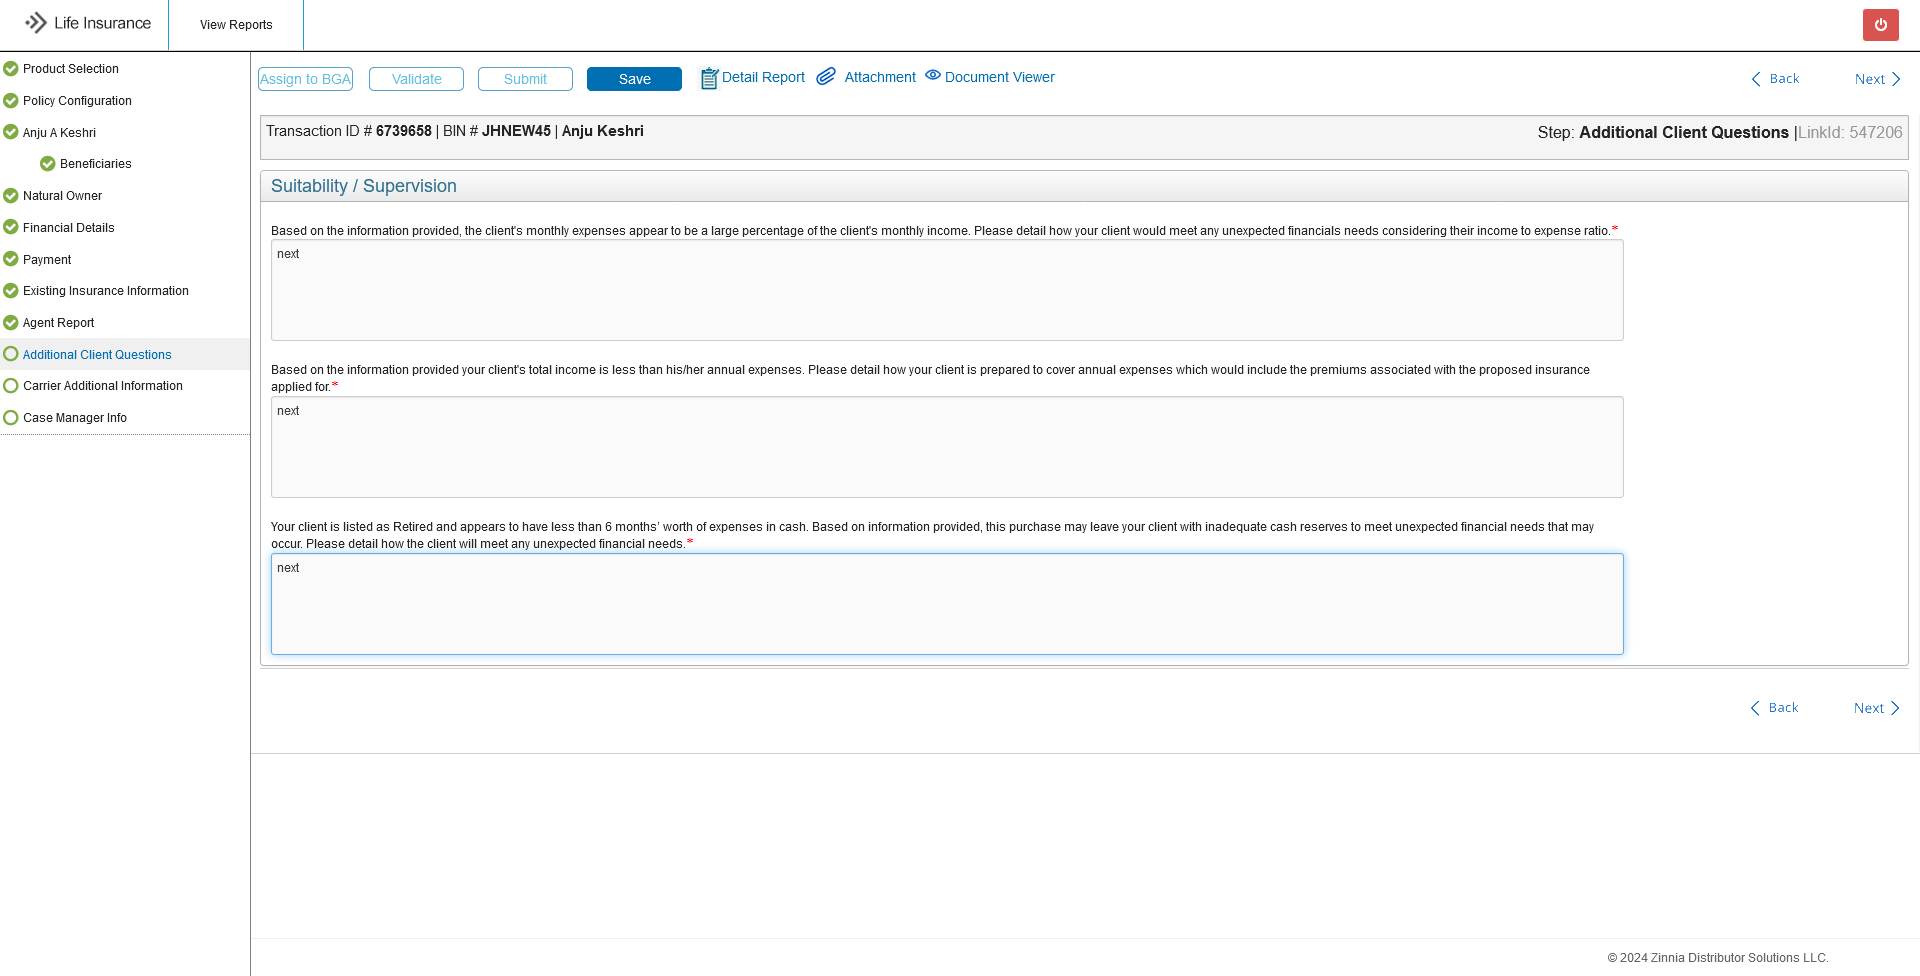 Life Insurance
View Reports
Product Selection
Policy Configuration
Anju A Keshri
Beneficiaries
Natural Owner
Financial Details
Payment
Existing Insurance Information
Agent Report
Additional Client Questions
Carrier Additional Information
Case Manager Info
Assign to BGA Validate Submit Save Detail Report Attachment Document Viewer Back Next
Transaction ID # 6739658 | BIN # JHNEW45 | Anju Keshri
Step: Additional Client Questions |LinkId: 547206
Suitability / Supervision
Based on the information provided, the client's monthly expenses appear to be a large percentage of the client's monthly income. Please detail how your client would meet any unexpected financials needs considering their income to expense ratio.*
next
Based on the information provided your client's total income is less than his/her annual expenses. Please detail how your client is prepared to cover annual expenses which would include the premiums associated with the proposed insurance
applied for.*
next
Your client is listed as Retired and appears to have less than 6 months' worth of expenses in cash. Based on information provided, this purchase may leave your client with inadequate cash reserves to meet unexpected financial needs that may
occur. Please detail how the client will meet any unexpected financial needs.*
next
Back Next
© 2024 Zinnia Distributor Solutions LLC.